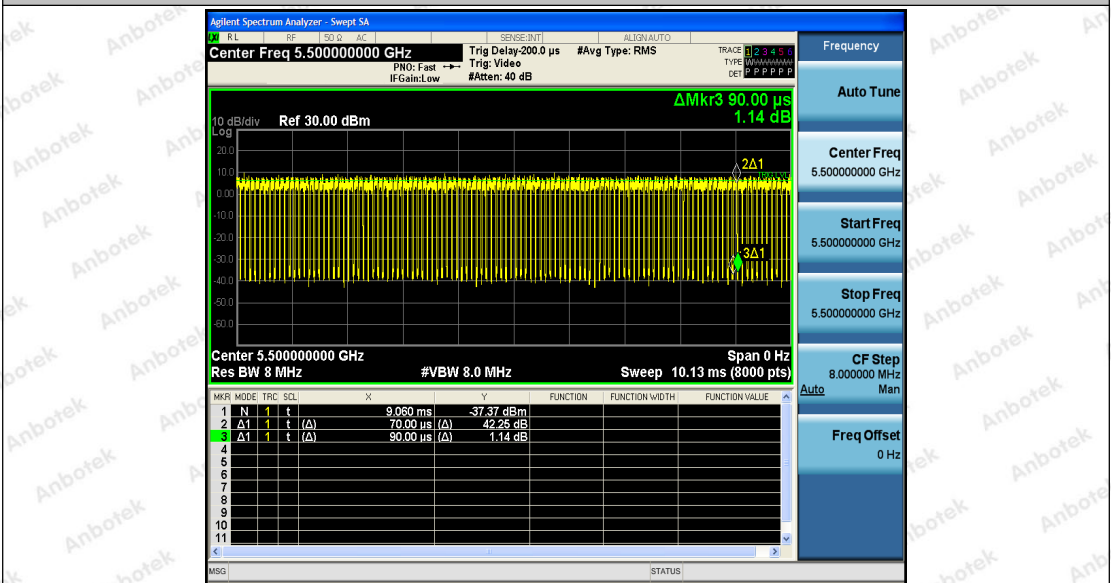 Agilent Spectrum Analyzer - Swept SA
RL RF 50 Ω AC SENSE:INT ALIGNAUTO
Center Freq 5.500000000 GHz
PNO: Fast
IFGain:Low
Trig Delay-200.0 µs
Trig: Video
#Atten: 40 dB
#Avg Type: RMS
TRACE 1 2 3 4 5 6
TYPE
DET P P P P P P
ΔMkr3 90.00 µs
1.14 dB
10 dB/div Ref 30.00 dBm
Log
20.0
10.0
0.00
-10.0
-20.0
-30.0
-40.0
-50.0
-60.0
2Δ1
TRIG LVL
3Δ1
Center 5.500000000 GHz Span 0 Hz
Res BW 8 MHz #VBW 8.0 MHz Sweep 10.13 ms (8000 pts)
MKR MODE TRC SCL X Y FUNCTION FUNCTION WIDTH FUNCTION VALUE
1 N 1 t 9.060 ms -37.37 dBm
2 Δ1 1 t (Δ) 70.00 µs (Δ) 42.25 dB
3 Δ1 1 t (Δ) 90.00 µs (Δ) 1.14 dB
4
5
6
7
8
9
10
11
MSG STATUS
Frequency
Auto Tune
Center Freq
5.500000000 GHz
Start Freq
5.500000000 GHz
Stop Freq
5.500000000 GHz
CF Step
8.000000 MHz
Auto Man
Freq Offset
0 Hz
Anbotek